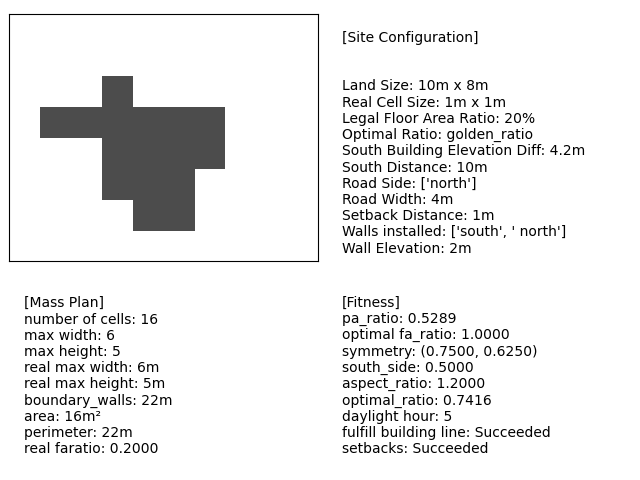 [Site Configuration]
Land Size: 10m x 8m
Real Cell Size: 1m x 1m
Legal Floor Area Ratio: 20%
Optimal Ratio: golden_ratio
South Building Elevation Diff: 4.2m
South Distance: 10m
Road Side: ['north']
Road Width: 4m
Setback Distance: 1m
Walls installed: ['south', ' north']
Wall Elevation: 2m
[Mass Plan]
number of cells: 16
max width: 6
max height: 5
real max width: 6m
real max height: 5m
boundary_walls: 22m
area: 16m²
perimeter: 22m
real faratio: 0.2000
[Fitness]
pa_ratio: 0.5289
optimal fa_ratio: 1.0000
symmetry: (0.7500, 0.6250)
south_side: 0.5000
aspect_ratio: 1.2000
optimal_ratio: 0.7416
daylight hour: 5
fulfill building line: Succeeded
setbacks: Succeeded